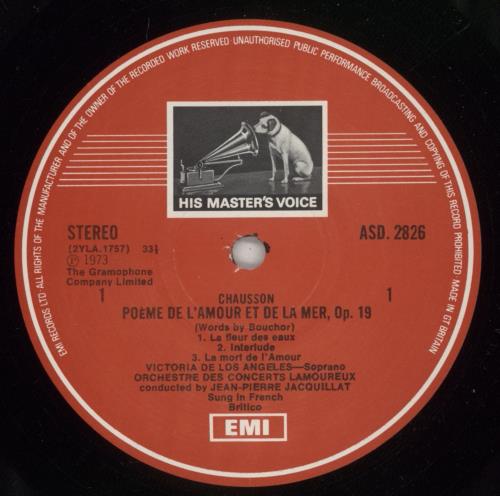 EMI RECORDS LTD · ALL RIGHTS OF THE MANUFACTURER AND OF THE OWNER OF THE RECORDED WORK RESERVED UNAUTHORISED PUBLIC PERFORMANCE BROADCASTING AND COPYING OF THIS RECORD PROHIBITED MADE IN GT BRITAIN
HIS MASTER'S VOICE
STEREO
ASD. 2826
(2YLA.1757) 33⅓
℗ 1973
The Gramophone
Company Limited
1
1
CHAUSSON
POÈME DE L'AMOUR ET DE LA MER, Op. 19
(Words by Bouchor)
1. La fleur des eaux
2. Interlude
3. La mort de l'Amour
VICTORIA DE LOS ANGELES—Soprano
ORCHESTRE DES CONCERTS LAMOUREUX
conducted by JEAN-PIERRE JACQUILLAT
Sung in French
Britico
EMI